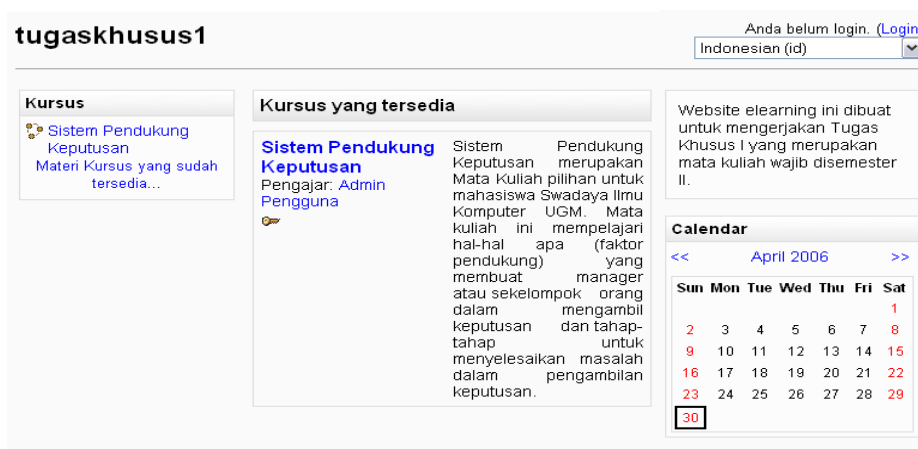 tugaskhusus1
Anda belum login. (Login
Indonesian (id)
Kursus
Sistem Pendukung
Keputusan
Materi Kursus yang sudah
tersedia...
Kursus yang tersedia
Sistem Pendukung
Keputusan
Pengajar: Admin
Pengguna
Sistem Pendukung
Keputusan merupakan
Mata Kuliah pilihan untuk
mahasiswa Swadaya Ilmu
Komputer UGM. Mata
kuliah ini mempelajari
hal-hal apa (faktor
pendukung) yang
membuat manager
atau sekelompok orang
dalam mengambil
keputusan dan tahap-
tahap untuk
menyelesaikan masalah
dalam pengambilan
keputusan.
Website elearning ini dibuat
untuk mengerjakan Tugas
Khusus I yang merupakan
mata kuliah wajib disemester
II.
Calendar
<< April 2006 >>
Sun Mon Tue Wed Thu Fri Sat
1
2 3 4 5 6 7 8
9 10 11 12 13 14 15
16 17 18 19 20 21 22
23 24 25 26 27 28 29
30